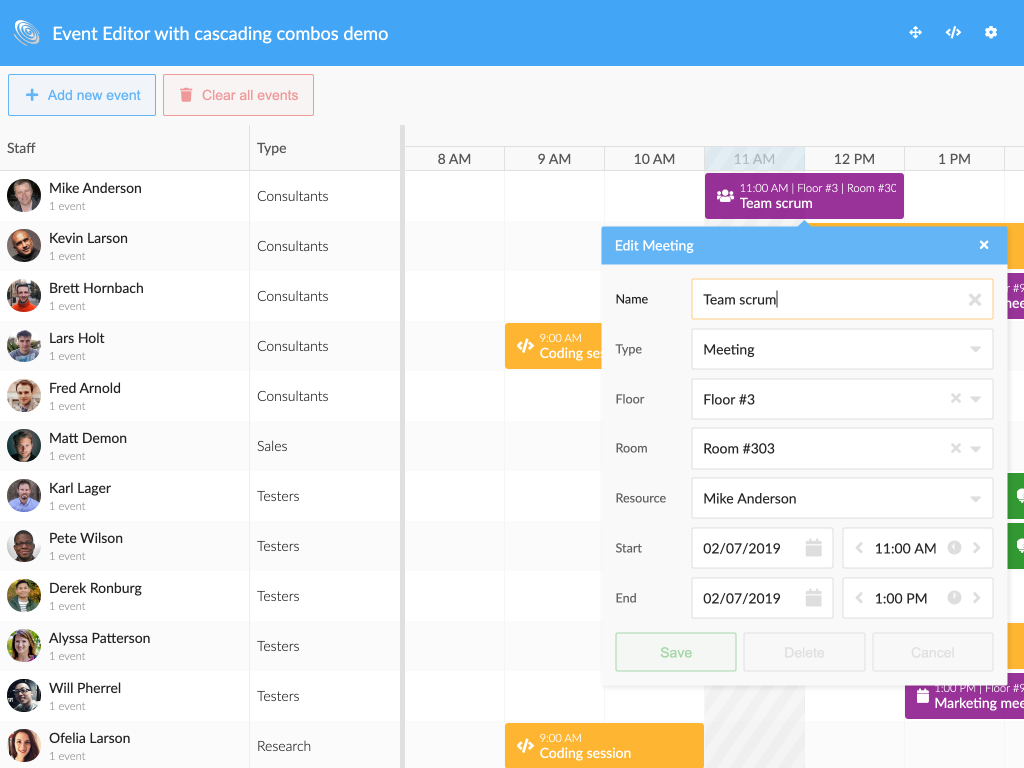 Event Editor with cascading combos demo
Add new event
Clear all events
Staff
Type
8 AM
9 AM
10 AM
11 AM
12 PM
1 PM
Mike Anderson
1 event
Consultants
11:00 AM | Floor #3 | Room #30
Team scrum
Kevin Larson
1 event
Consultants
Brett Hornbach
1 event
Consultants
Lars Holt
1 event
Consultants
9:00 AM
Coding se
Fred Arnold
1 event
Consultants
Matt Demon
1 event
Sales
Karl Lager
1 event
Testers
Pete Wilson
1 event
Testers
Derek Ronburg
1 event
Testers
Alyssa Patterson
1 event
Testers
Will Pherrel
1 event
Testers
Ofelia Larson
1 event
Research
9:00 AM
Coding session
Edit Meeting
Name
Team scrum
Type
Meeting
Floor
Floor #3
Room
Room #303
Resource
Mike Anderson
Start
02/07/2019
11:00 AM
End
02/07/2019
1:00 PM
Save
Delete
Cancel
1:00 PM | Floor #9
Marketing mee